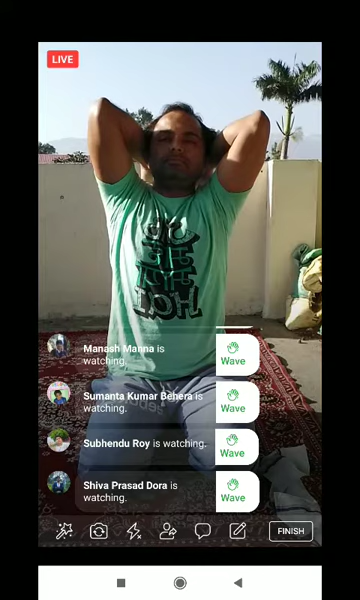 LIVE
Manash Manna is
watching.
Wave
Sumanta Kumar Behera is
watching.
Wave
Subhendu Roy is watching.
Wave
Shiva Prasad Dora is
watching.
Wave
FINISH